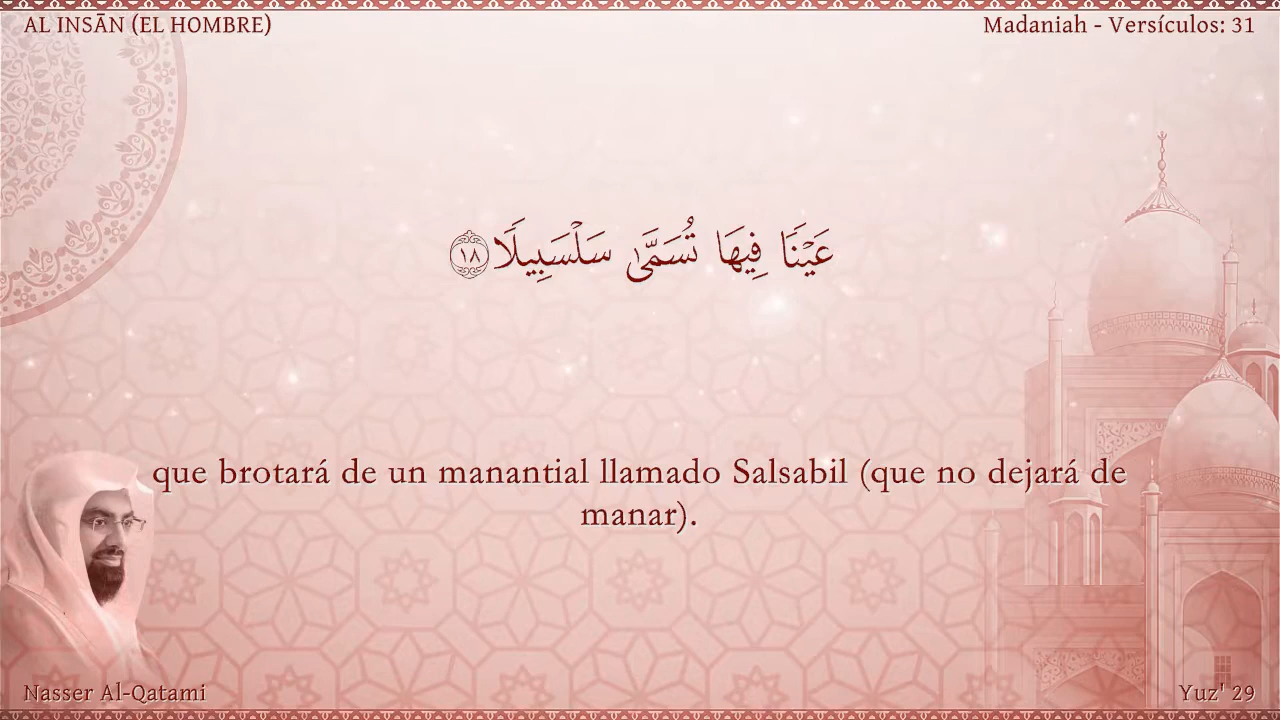 AL INSĀN (EL HOMBRE)
Madaniah - Versículos: 31
عَيْنًا فِيهَا تُسَمَّىٰ سَلْسَبِيلًا ١٨
que brotará de un manantial llamado Salsabil (que no dejará de
manar).
Nasser Al-Qatami
Yuz' 29